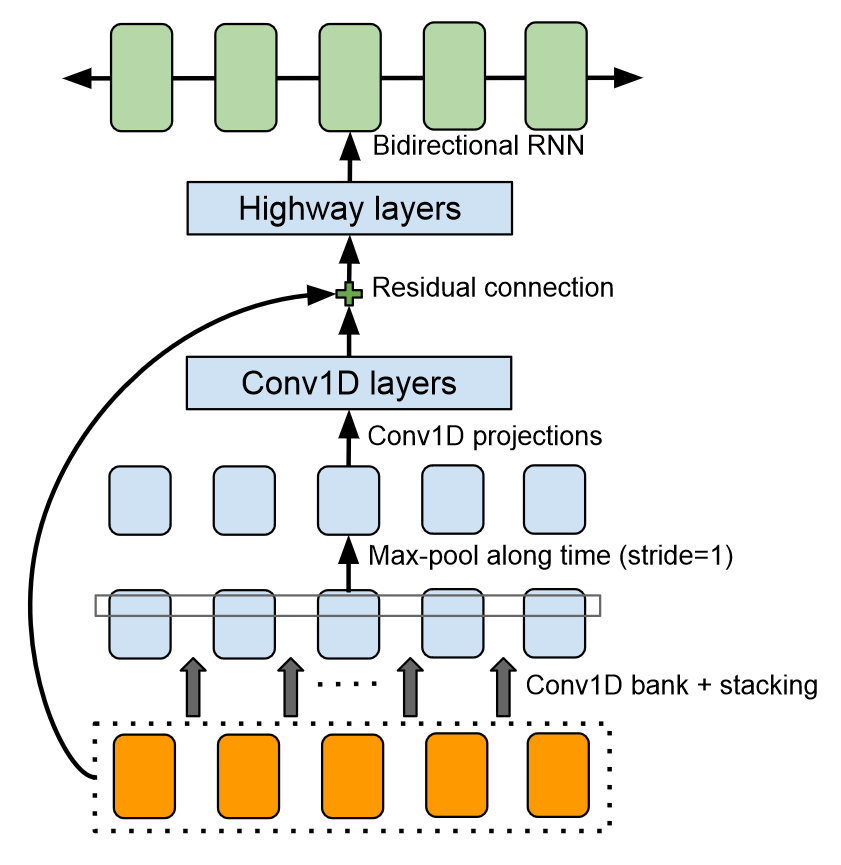 Bidirectional RNN
Highway layers
Residual connection
Conv1D layers
Conv1D projections
Max-pool along time (stride=1)
Conv1D bank + stacking